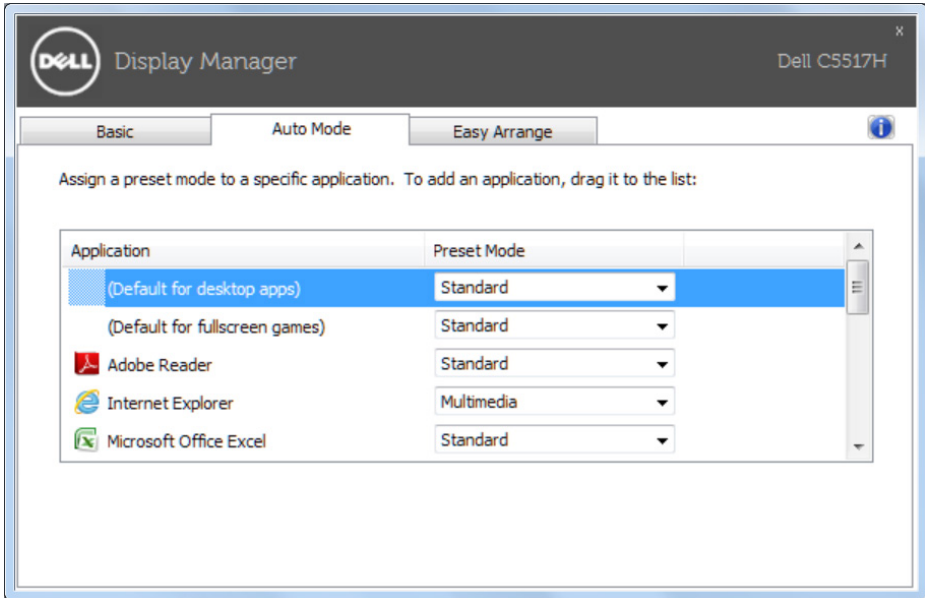 x
DELL Display Manager Dell C5517H
Basic Auto Mode Easy Arrange i
Assign a preset mode to a specific application. To add an application, drag it to the list:
Application Preset Mode
(Default for desktop apps) Standard
(Default for fullscreen games) Standard
Adobe Reader Standard
Internet Explorer Multimedia
Microsoft Office Excel Standard